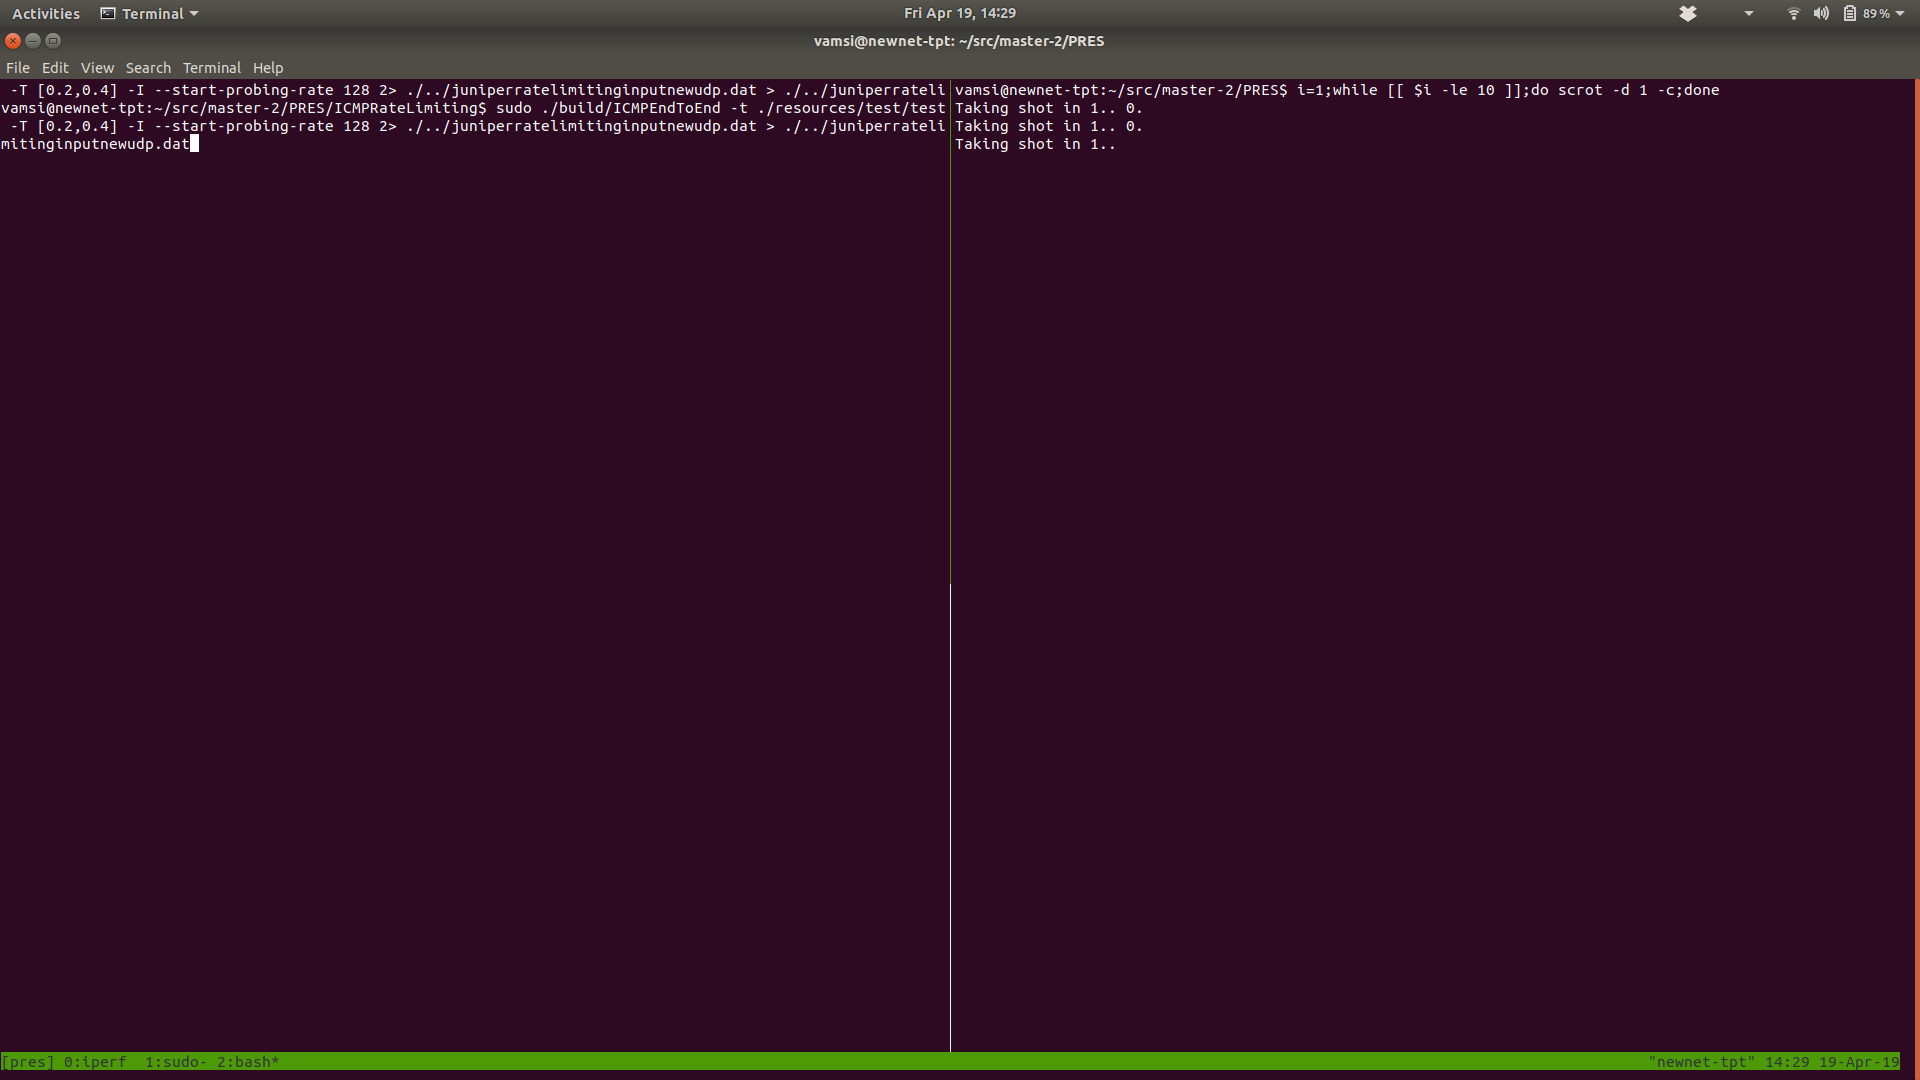 Activities Terminal Fri Apr 19, 14:29 89 %
vamsi@newnet-tpt: ~/src/master-2/PRES
File Edit View Search Terminal Help
-T [0.2,0.4] -I --start-probing-rate 128 2> ./../juniperratelimitinginputnewudp.dat > ./../juniperrateli
vamsi@newnet-tpt:~/src/master-2/PRES/ICMPRateLimiting$ sudo ./build/ICMPEndToEnd -t ./resources/test/test
-T [0.2,0.4] -I --start-probing-rate 128 2> ./../juniperratelimitinginputnewudp.dat > ./../juniperrateli
mitinginputnewudp.dat
vamsi@newnet-tpt:~/src/master-2/PRES$ i=1;while [[ $i -le 10 ]];do scrot -d 1 -c;done
Taking shot in 1.. 0.
Taking shot in 1.. 0.
Taking shot in 1..
[pres] 0:iperf  1:sudo- 2:bash* "newnet-tpt" 14:29 19-Apr-19